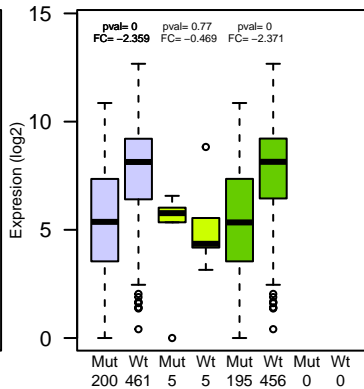 pval= 0 pval= 0.77 pval= 0
FC= −2.359 FC= −0.469 FC= −2.371
15
10
5
0
Expresion (log2)
Mut Wt Mut Wt Mut Wt Mut Wt
200 461 5 5 195 456 0 0